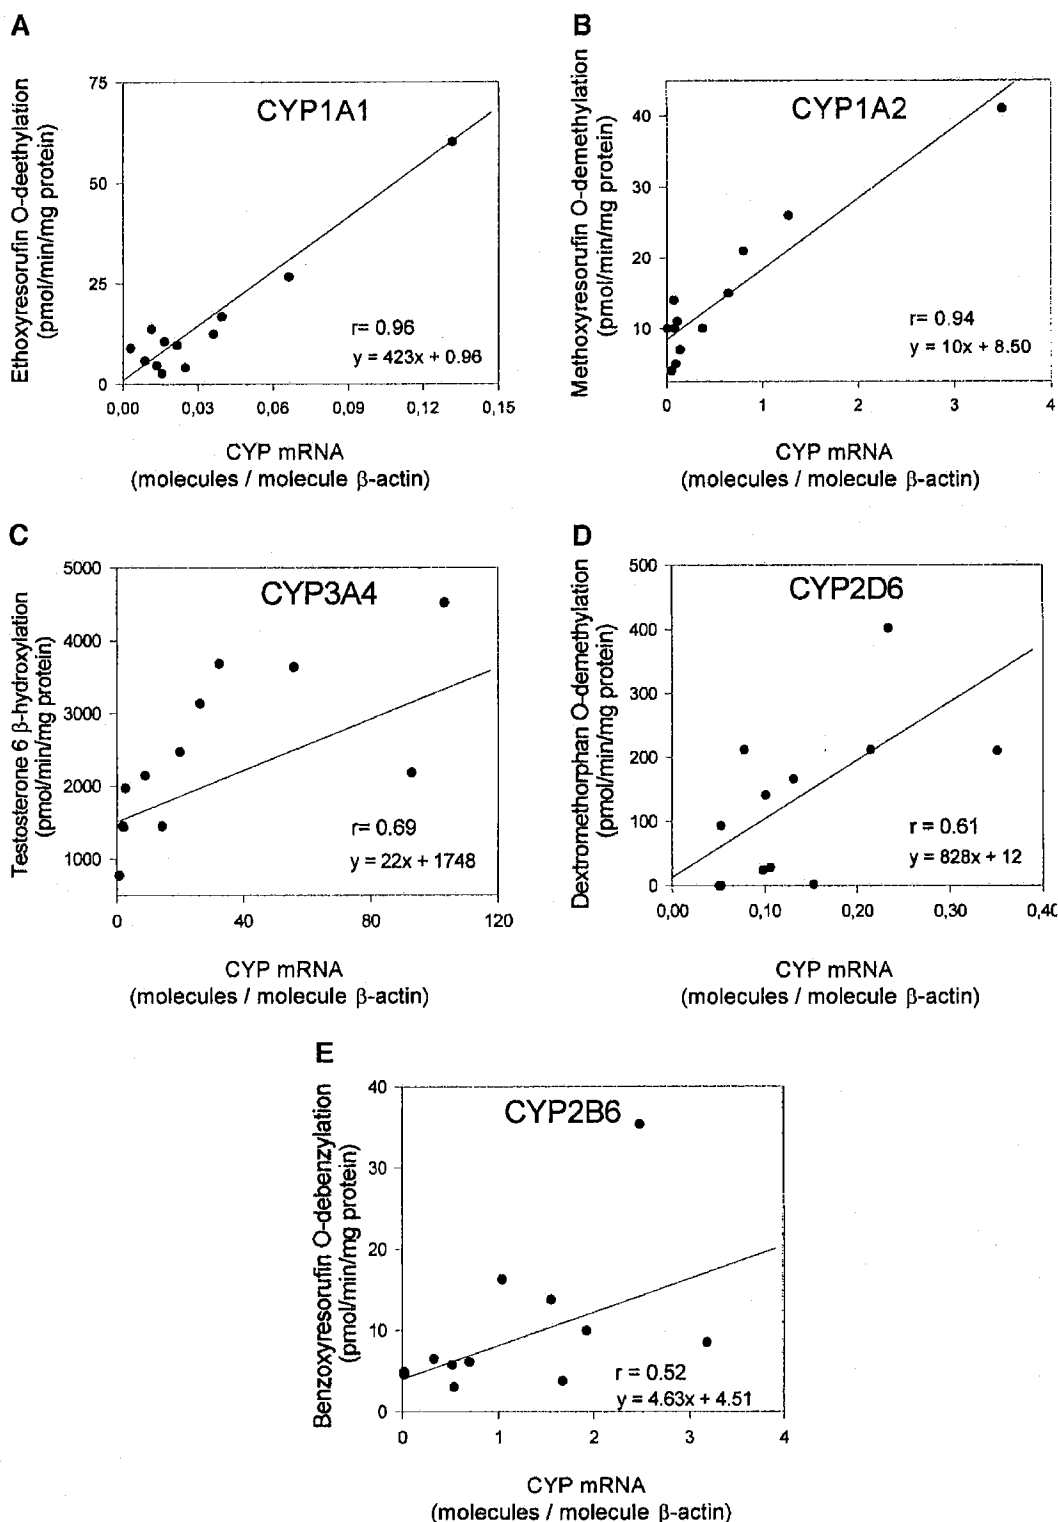 A
Ethoxyresorufin O-deethylation
(pmol/min/mg protein)
75
50
25
0
CYP1A1
r= 0.96
y = 423x + 0.96
0,00 0,03 0,06 0,09 0,12 0,15
CYP mRNA
(molecules / molecule β-actin)
B
Methoxyresorufin O-demethylation
(pmol/min/mg protein)
40
30
20
10
CYP1A2
r= 0.94
y = 10x + 8.50
0 1 2 3 4
CYP mRNA
(molecules / molecule β-actin)
C
Testosterone 6 β-hydroxylation
(pmol/min/mg protein)
5000
4000
3000
2000
1000
CYP3A4
r= 0.69
y = 22x + 1748
0 40 80 120
CYP mRNA
(molecules / molecule β-actin)
D
Dextromethorphan O-demethylation
(pmol/min/mg protein)
500
400
300
200
100
0
CYP2D6
r = 0.61
y = 828x + 12
0,00 0,10 0,20 0,30 0,40
CYP mRNA
(molecules / molecule β-actin)
E
Benzoxyresorufin O-debenzylation
(pmol/min/mg protein)
40
30
20
10
0
CYP2B6
r = 0.52
y = 4.63x + 4.51
0 1 2 3 4
CYP mRNA
(molecules / molecule β-actin)